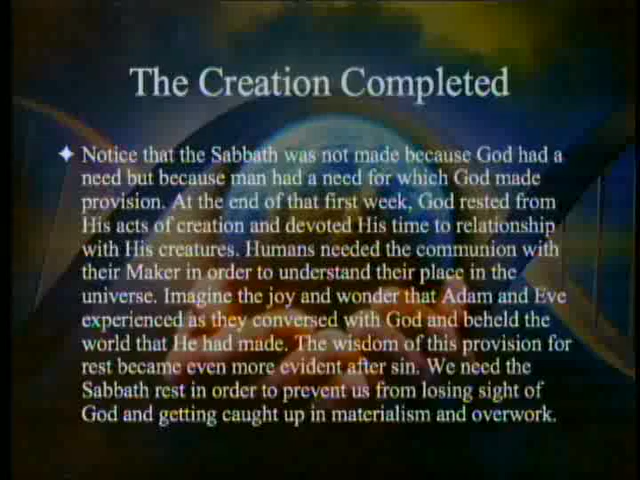 The Creation Completed
Notice that the Sabbath was not made because God had a
need but because man had a need for which God made
provision. At the end of that first week, God rested from
His acts of creation and devoted His time to relationship
with His creatures. Humans needed the communion with
their Maker in order to understand their place in the
universe. Imagine the joy and wonder that Adam and Eve
experienced as they conversed with God and beheld the
world that He had made. The wisdom of this provision for
rest became even more evident after sin. We need the
Sabbath rest in order to prevent us from losing sight of
God and getting caught up in materialism and overwork.